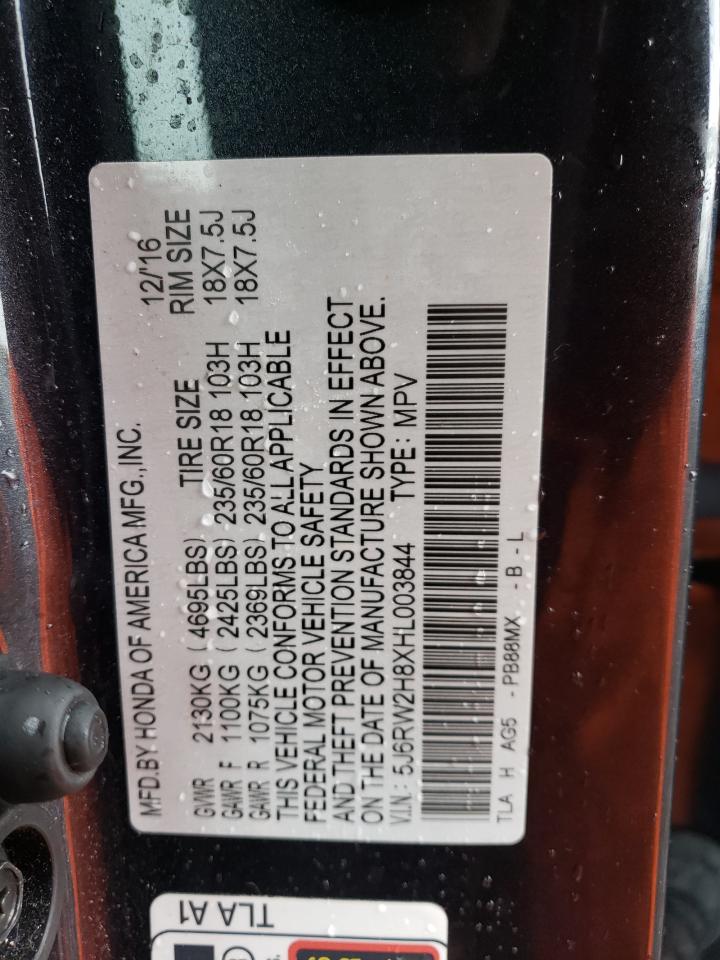 MFD.BY HONDA OF AMERICA MFG.,INC. 12/'16
GVWR 2130KG ( 4695LBS) TIRE SIZE RIM SIZE
GAWR F 1100KG ( 2425LBS) 235/60R18 103H 18X7.5J
GAWR R 1075KG ( 2369LBS) 235/60R18 103H 18X7.5J
THIS VEHICLE CONFORMS TO ALL APPLICABLE
FEDERAL MOTOR VEHICLE SAFETY
AND THEFT PREVENTION STANDARDS IN EFFECT
ON THE DATE OF MANUFACTURE SHOWN ABOVE.
V.I.N.: 5J6RW2H8XHL003844 TYPE: MPV
TLA H AG5 - PB88MX - B - L
TLA A1